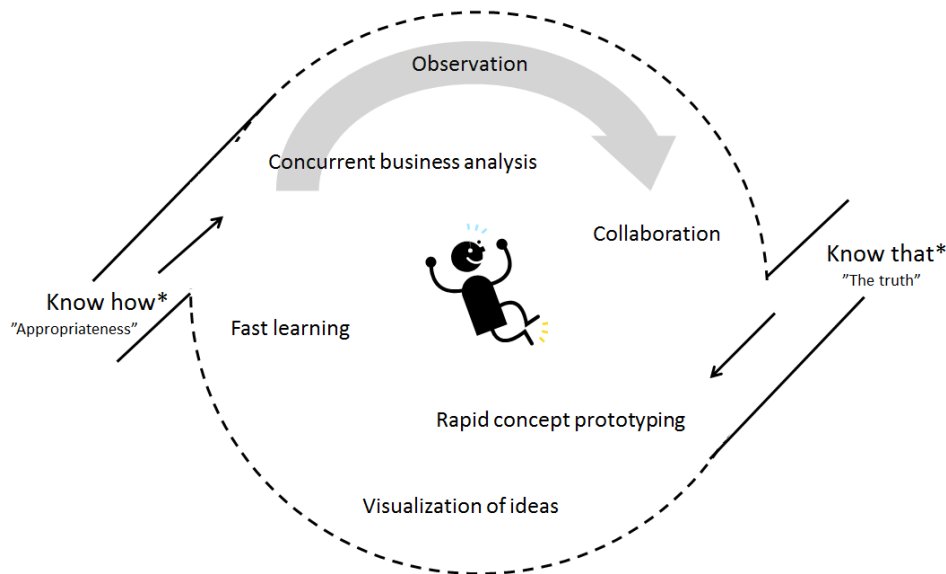 Observation
Concurrent business analysis
Collaboration
Know that*
”The truth”
Know how*
”Appropriateness”
Fast learning
Rapid concept prototyping
Visualization of ideas